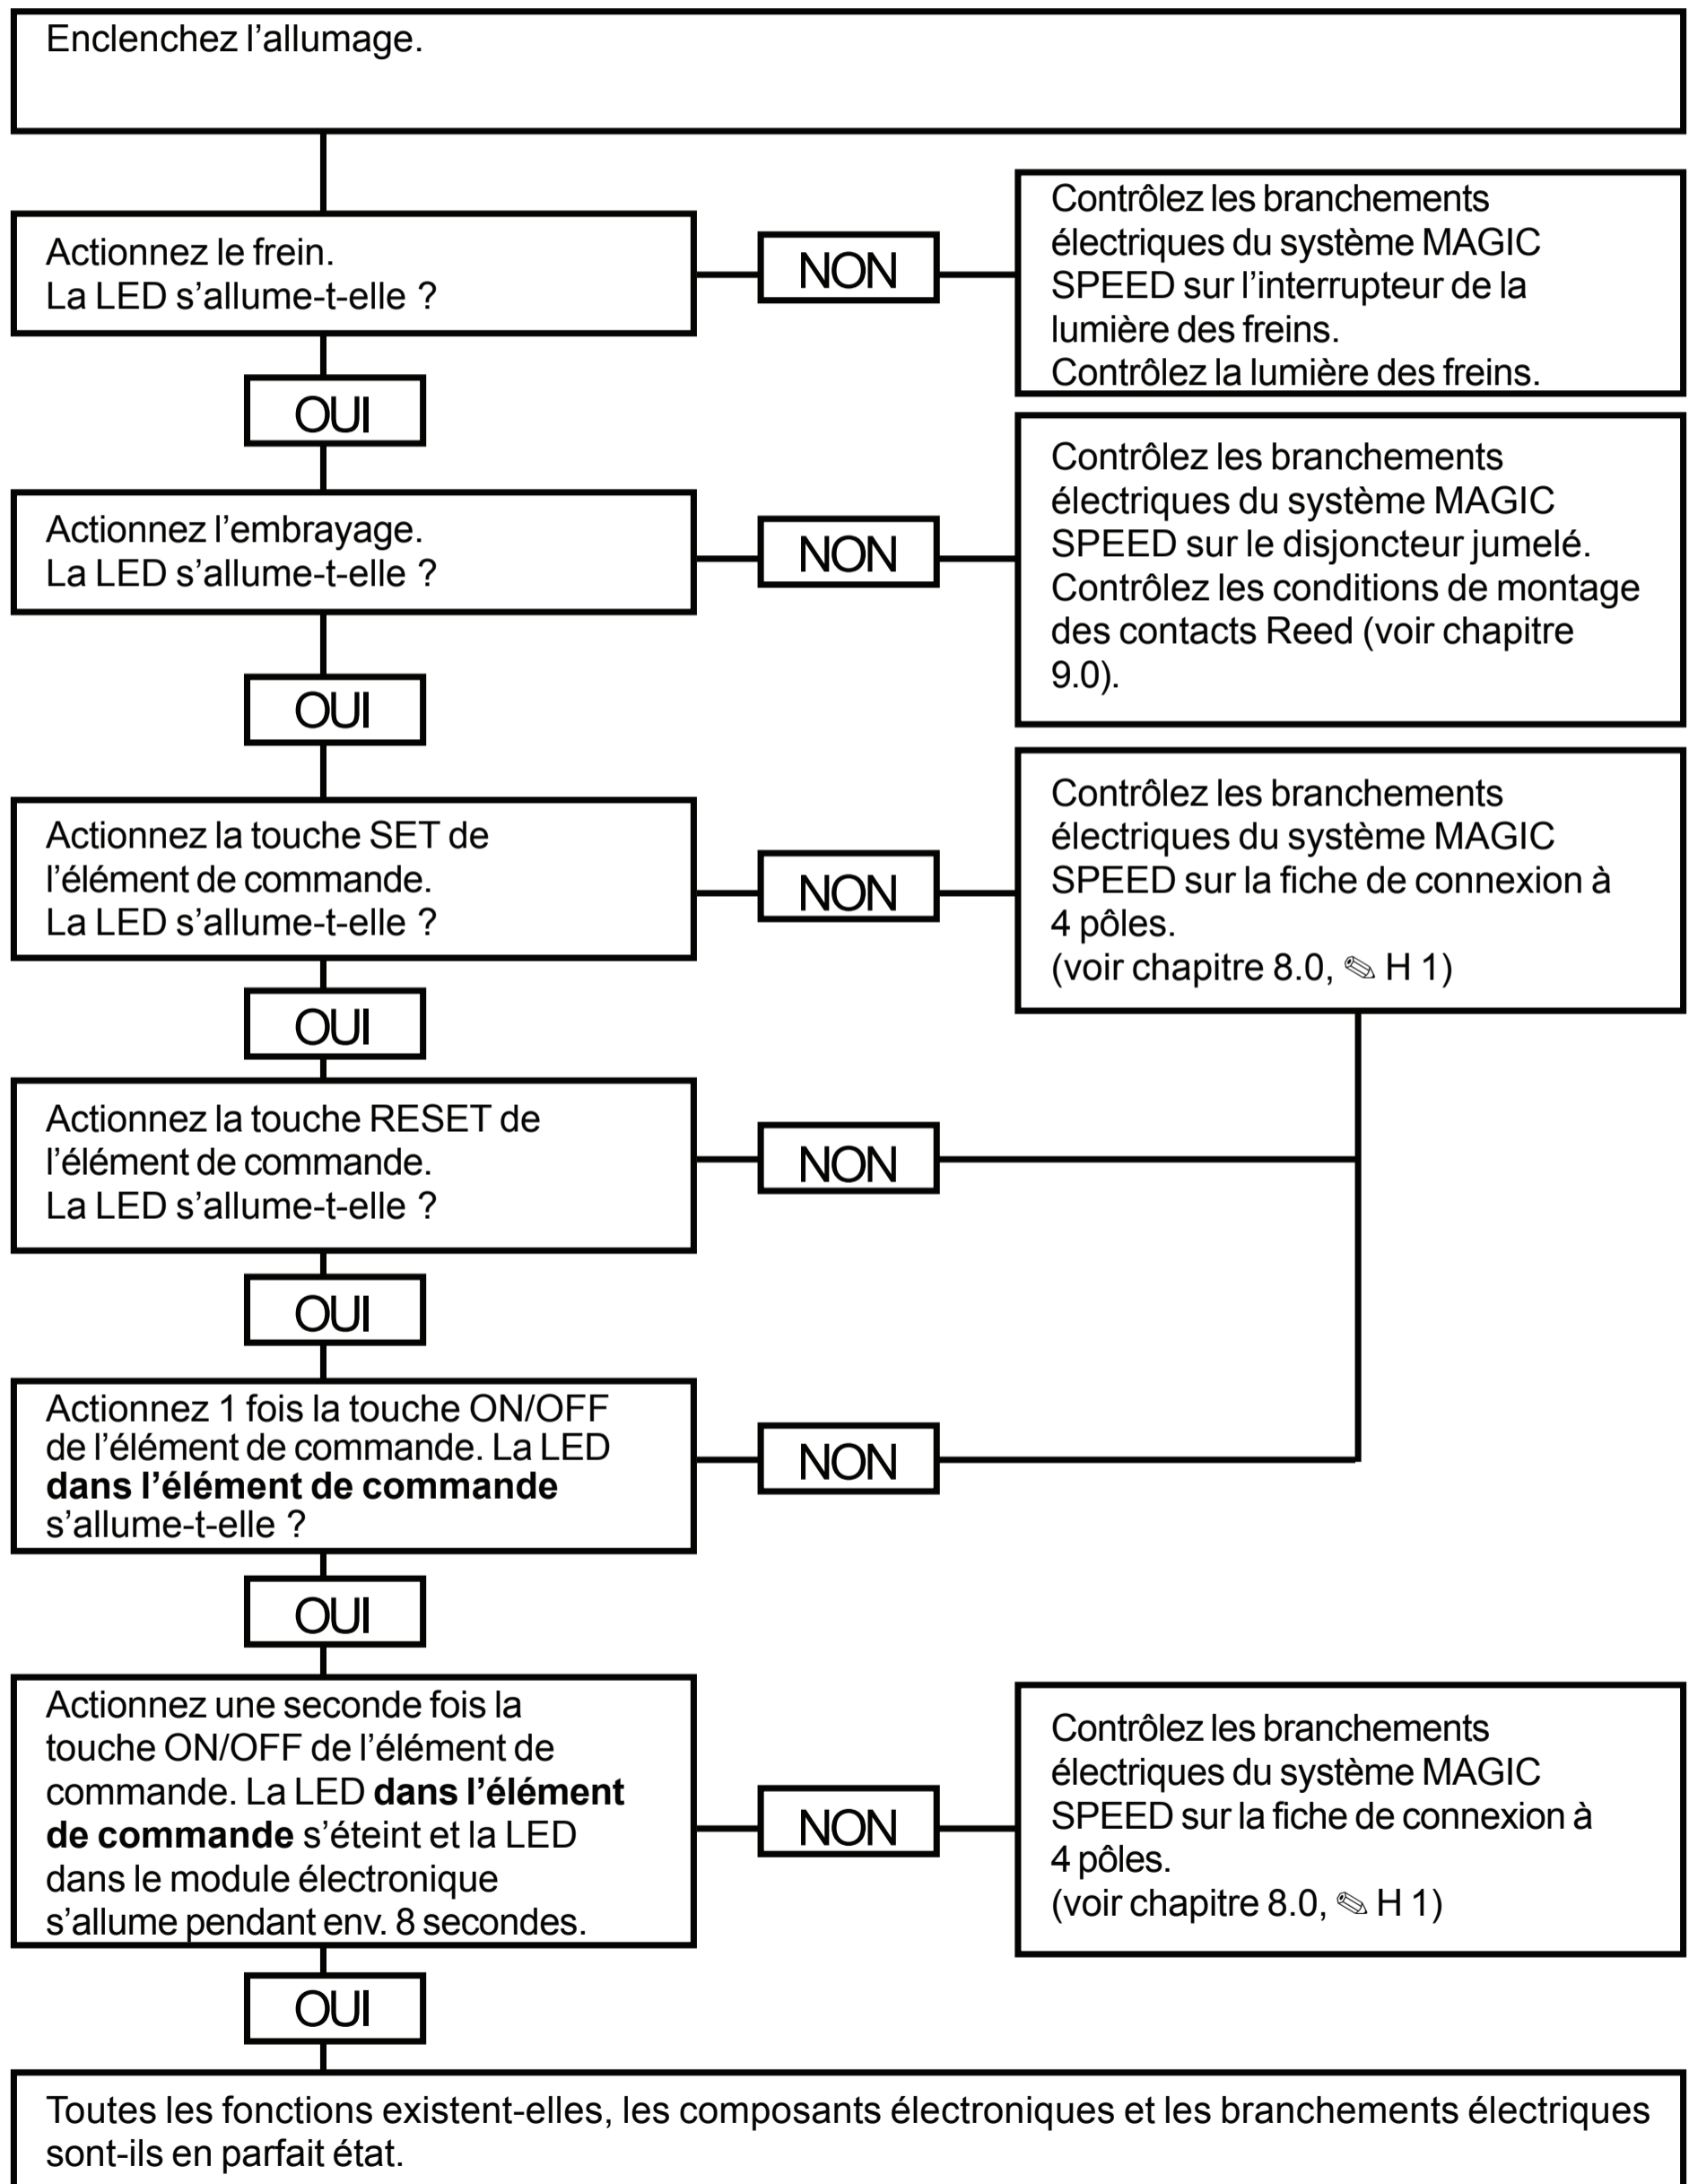 Enclenchez l’allumage.
Actionnez le frein.
La LED s’allume-t-elle ?
NON
Contrôlez les branchements
électriques du système MAGIC
SPEED sur l’interrupteur de la
lumière des freins.
Contrôlez la lumière des freins.
OUI
Actionnez l’embrayage.
La LED s’allume-t-elle ?
NON
Contrôlez les branchements
électriques du système MAGIC
SPEED sur le disjoncteur jumelé.
Contrôlez les conditions de montage
des contacts Reed (voir chapitre
9.0).
OUI
Actionnez la touche SET de
l’élément de commande.
La LED s’allume-t-elle ?
NON
Contrôlez les branchements
électriques du système MAGIC
SPEED sur la fiche de connexion à
4 pôles.
(voir chapitre 8.0, ✎ H 1)
OUI
Actionnez la touche RESET de
l’élément de commande.
La LED s’allume-t-elle ?
NON
OUI
Actionnez 1 fois la touche ON/OFF
de l’élément de commande. La LED
dans l’élément de commande
s’allume-t-elle ?
NON
OUI
Actionnez une seconde fois la
touche ON/OFF de l’élément de
commande. La LED dans l’élément
de commande s’éteint et la LED
dans le module électronique
s’allume pendant env. 8 secondes.
NON
Contrôlez les branchements
électriques du système MAGIC
SPEED sur la fiche de connexion à
4 pôles.
(voir chapitre 8.0, ✎ H 1)
OUI
Toutes les fonctions existent-elles, les composants électroniques et les branchements électriques
sont-ils en parfait état.